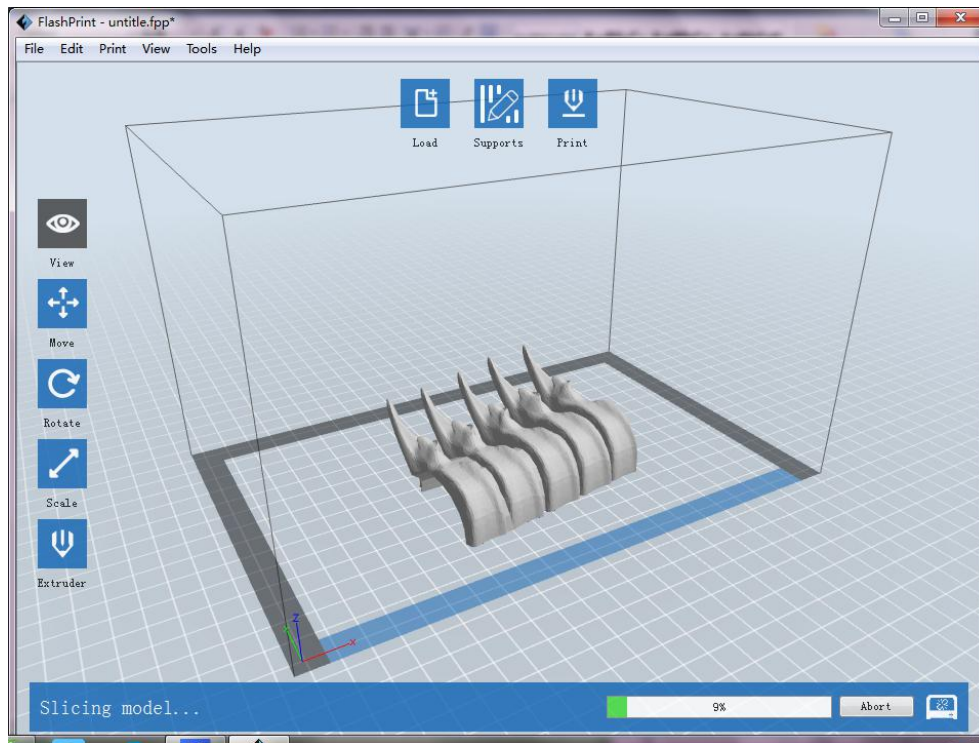 FlashPrint - untitle.fpp*
File Edit Print View Tools Help
Load Supports Print
View
Move
Rotate
Scale
Extruder
Z
x
Slicing model...
9%
Abort